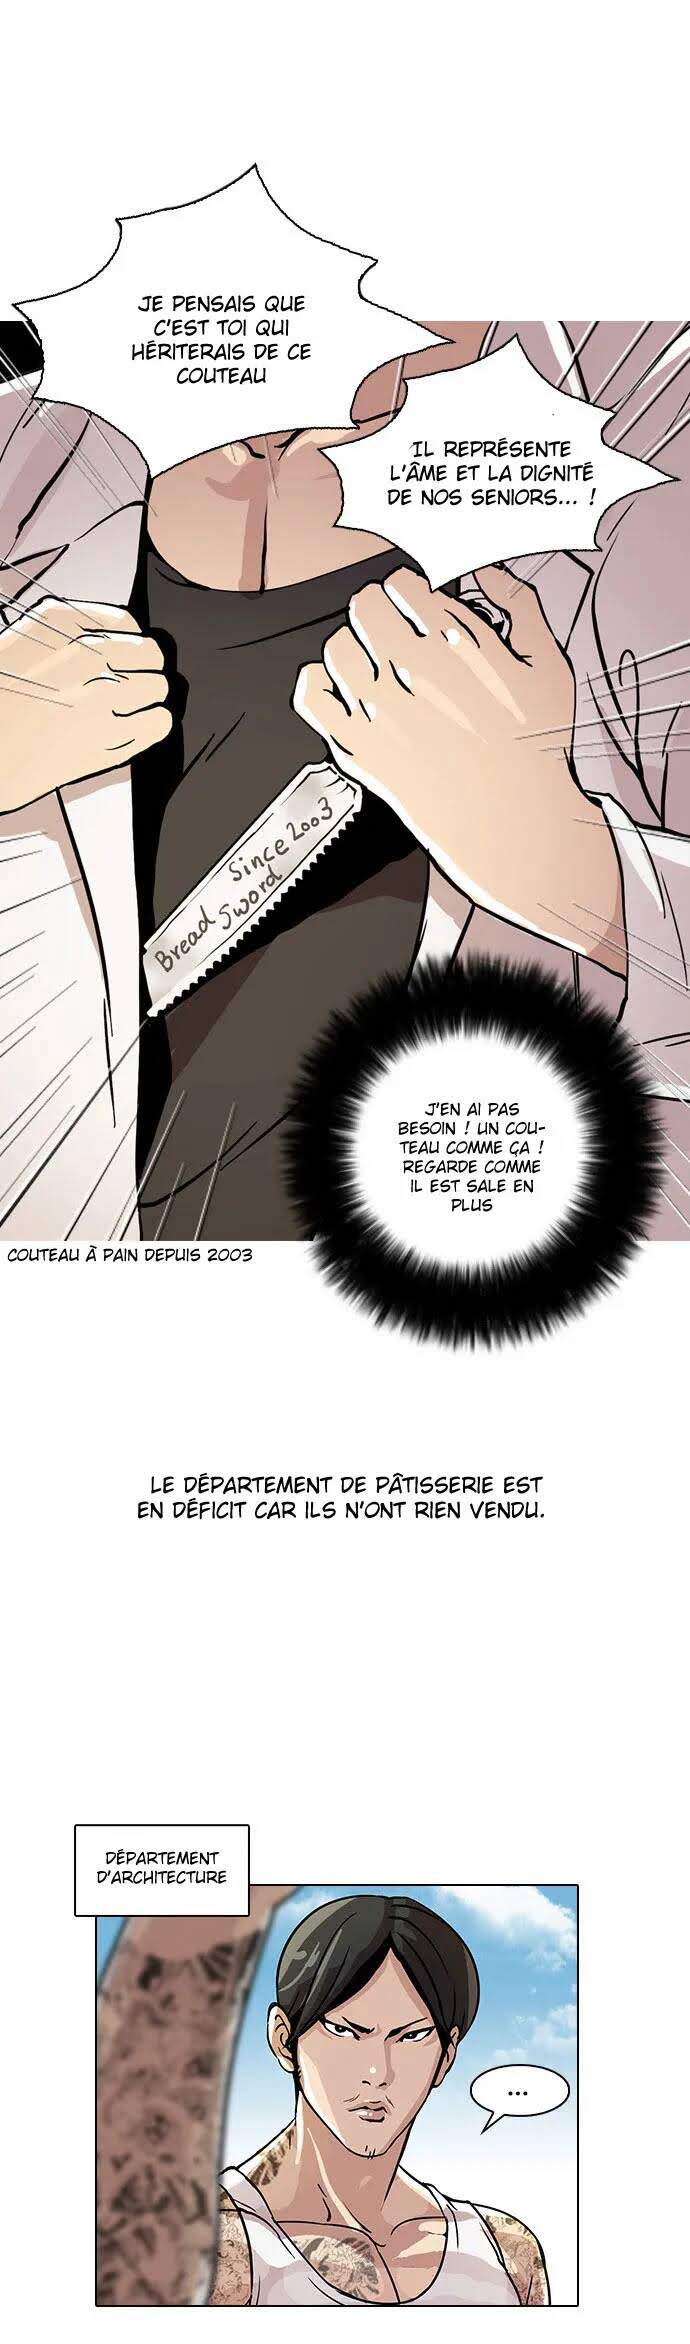 JE PENSAIS QUE
C'EST TOI QUI
HÉRITERAIS DE CE
COUTEAU
IL REPRÉSENTE
L'ÂME ET LA DIGNITÉ
DE NOS SENIORS... !
Since 2003
Bread Sword
J'EN AI PAS
BESOIN ! UN COU-
TEAU COMME ÇA !
REGARDE COMME
IL EST SALE EN
PLUS
COUTEAU À PAIN DEPUIS 2003
LE DÉPARTEMENT DE PÂTISSERIE EST
EN DÉFICIT CAR ILS N'ONT RIEN VENDU.
DÉPARTEMENT
D'ARCHITECTURE
...